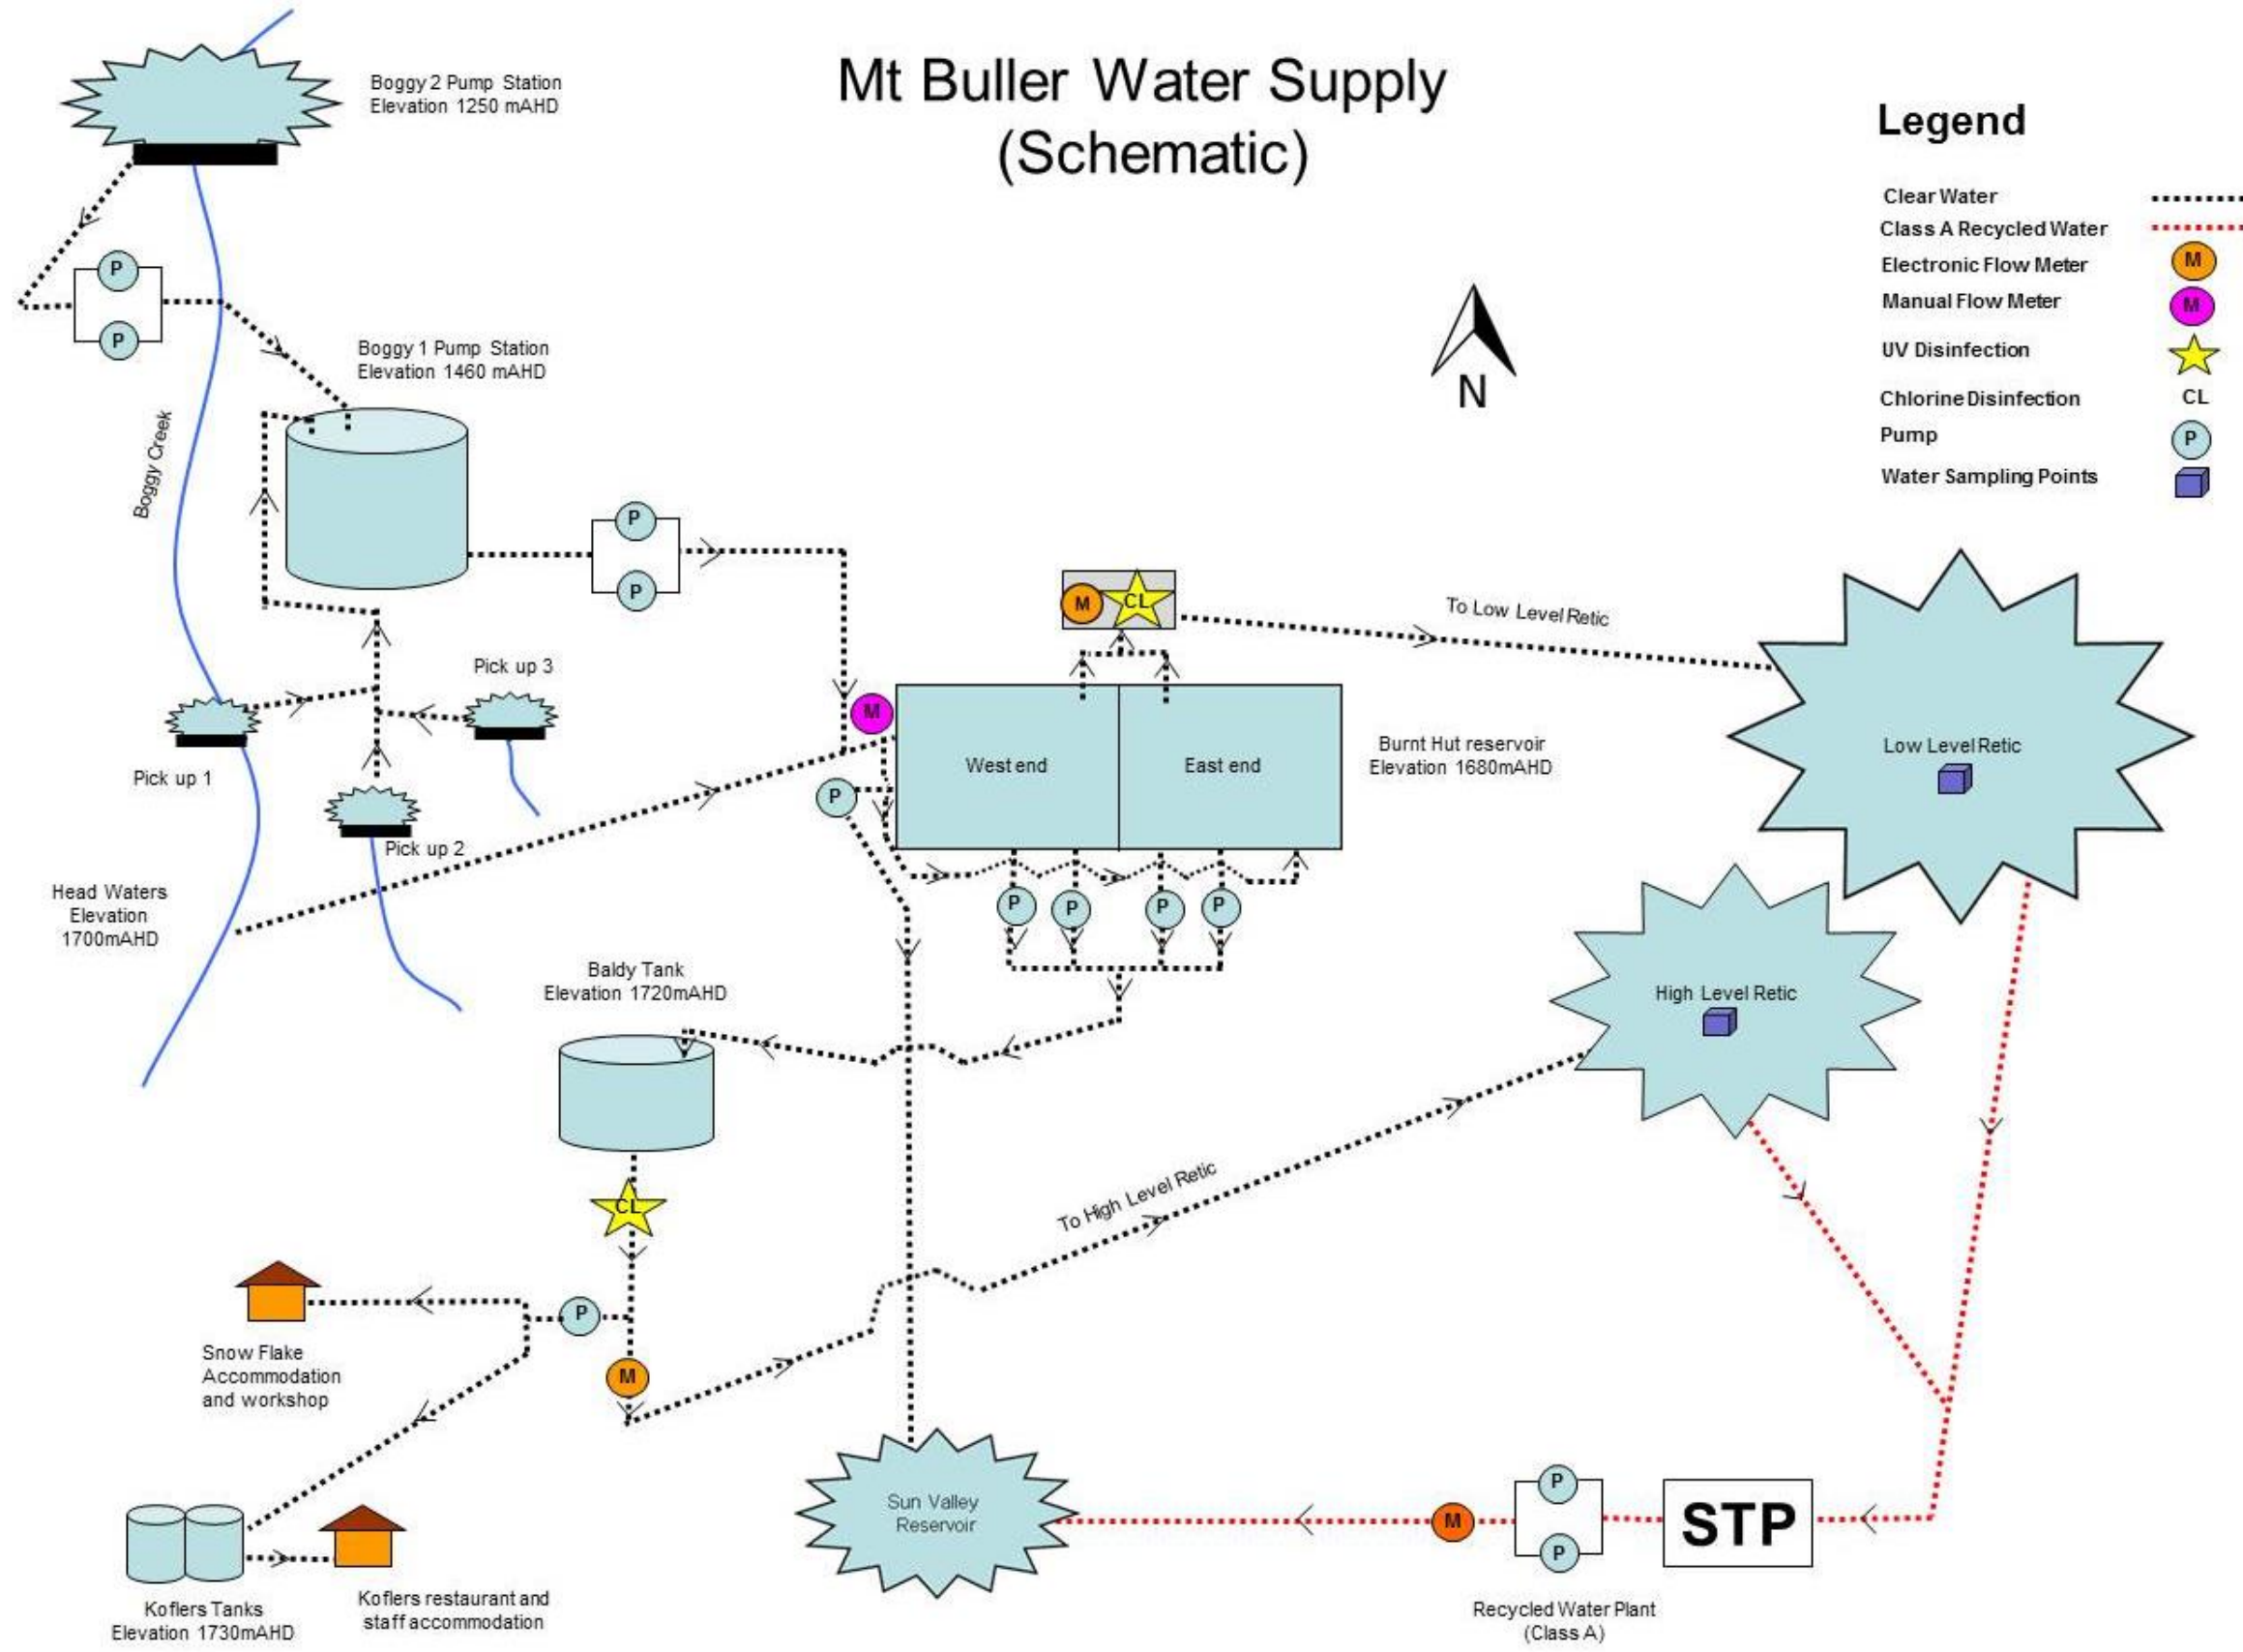 Mt Buller Water Supply
(Schematic)
Boggy 2 Pump Station
Elevation 1250 mAHD
Legend
Clear Water
Class A Recycled Water
Electronic Flow Meter
M
Manual Flow Meter
M
UV Disinfection
Chlorine Disinfection
CL
Pump
P
Water Sampling Points
P
P
Boggy 1 Pump Station
Elevation 1460 mAHD
N
Boggy Creek
P
P
M
CL
To Low Level Retic
Pick up 3
Pick up 1
Pick up 2
M
P
West end
East end
Burnt Hut reservoir
Elevation 1680mAHD
Low Level Retic
Head Waters
Elevation
1700mAHD
P
P
P
P
Baldy Tank
Elevation 1720mAHD
High Level Retic
CL
To High Level Retic
P
M
Snow Flake
Accommodation
and workshop
Sun Valley
Reservoir
M
P
P
STP
Recycled Water Plant
(Class A)
Koflers Tanks
Elevation 1730mAHD
Koflers restaurant and
staff accommodation